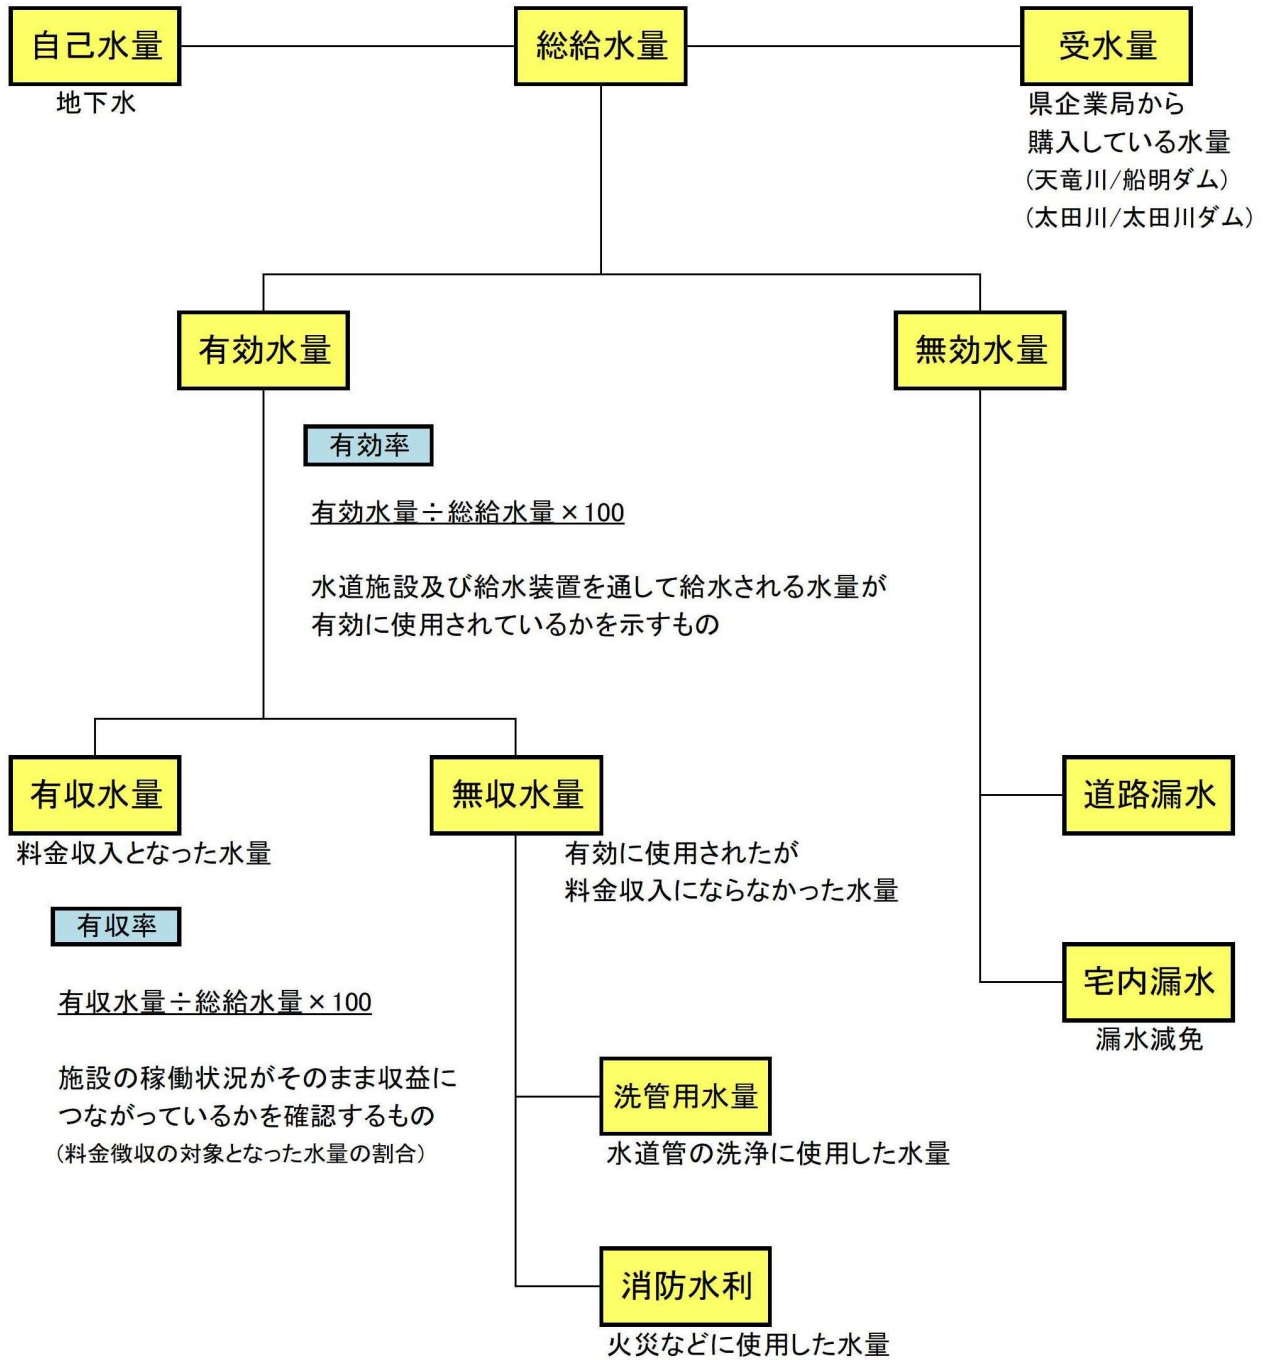 自己水量
総給水量
受水量
地下水
県企業局から
購入している水量
(天竜川/船明ダム)
(太田川/太田川ダム)
有効水量
無効水量
有効率
有効水量÷総給水量×100
水道施設及び給水装置を通して給水される水量が
有効に使用されているかを示すもの
有収水量
無収水量
道路漏水
料金収入となった水量
有効に使用されたが
料金収入にならなかった水量
有収率
宅内漏水
漏水減免
有収水量÷総給水量×100
施設の稼働状況がそのまま収益に
つながっているかを確認するもの
(料金徴収の対象となった水量の割合)
洗管用水量
水道管の洗浄に使用した水量
消防水利
火災などに使用した水量